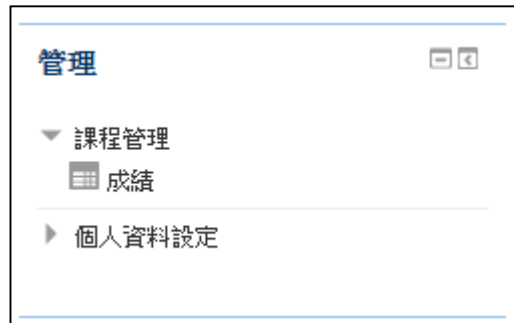 管理
課程管理
成績
個人資料設定